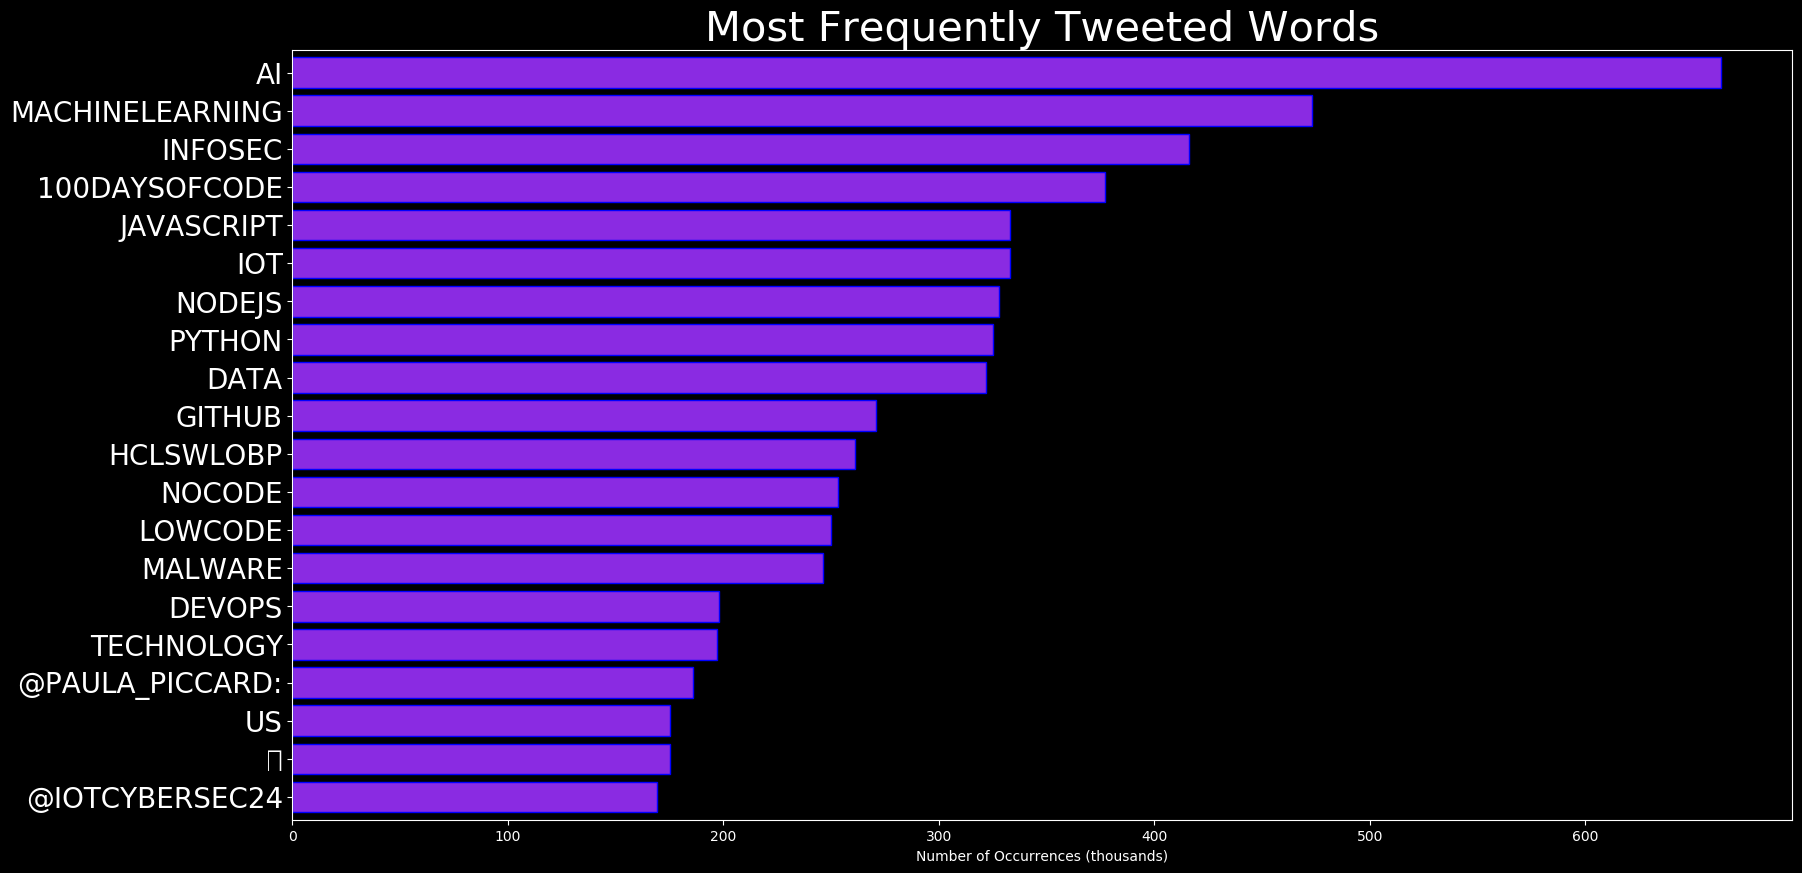 Most Frequently Tweeted Words
AI
MACHINELEARNING
INFOSEC
100DAYSOFCODE
JAVASCRIPT
IOT
NODEJS
PYTHON
DATA
GITHUB
HCLSWLOBP
NOCODE
LOWCODE
MALWARE
DEVOPS
TECHNOLOGY
@PAULA_PICCARD:
US
@IOTCYBERSEC24
0 100 200 300 400 500 600
Number of Occurrences (thousands)